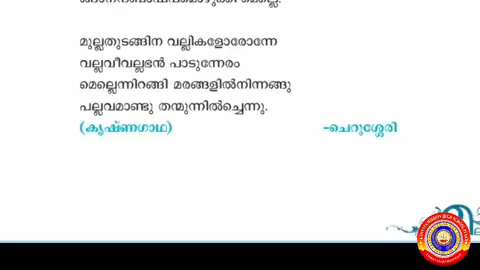 മുല്ലതുടങ്ങിന വല്ലികളോരോന്നേ
വല്ലവീവല്ലഭൻ പാടുന്നേരം
മെല്ലെന്നിറങ്ങി മരങ്ങളിൽനിന്നങ്ങു
പല്ലവമാണ്ടു തന്മുന്നിൽച്ചെന്നു.
(കൃഷ്ണഗാഥ) -ചെറുശ്ശേരി